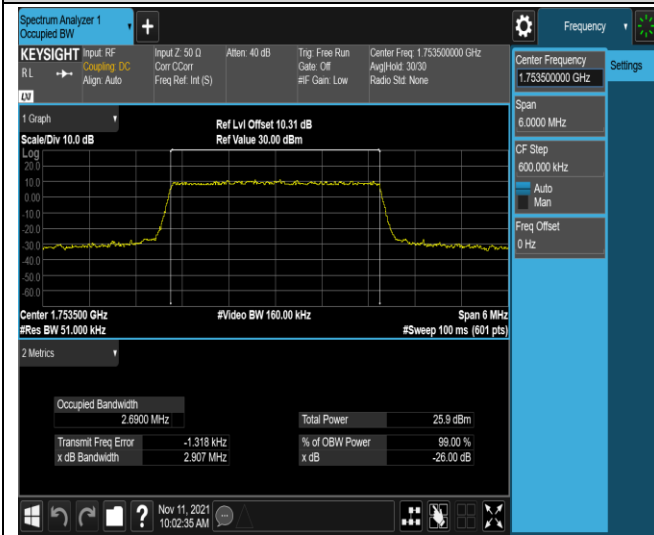 Spectrum Analyzer 1
Occupied BW
+
Frequency
KEYSIGHT
R L
LXI
Input: RF
Coupling: DC
Align: Auto
Input Z: 50 Ω
Corr CCorr
Freq Ref: Int (S)
Atten: 40 dB
Trig: Free Run
Gate: Off
#IF Gain: Low
Center Freq: 1.753500000 GHz
Avg|Hold: 30/30
Radio Std: None
Center Frequency
1.753500000 GHz
Settings
Span
6.0000 MHz
CF Step
600.000 kHz
Auto
Man
Freq Offset
0 Hz
1 Graph
Scale/Div 10.0 dB
Ref Lvl Offset 10.31 dB
Ref Value 30.00 dBm
Log
20.0
10.0
0.00
-10.0
-20.0
-30.0
-40.0
-50.0
-60.0
Center 1.753500 GHz
#Res BW 51.000 kHz
#Video BW 160.00 kHz
Span 6 MHz
#Sweep 100 ms (601 pts)
2 Metrics
Occupied Bandwidth
2.6900 MHz
Total Power 25.9 dBm
Transmit Freq Error -1.318 kHz
% of OBW Power 99.00 %
x dB Bandwidth 2.907 MHz
x dB -26.00 dB
?
Nov 11, 2021
10:02:35 AM